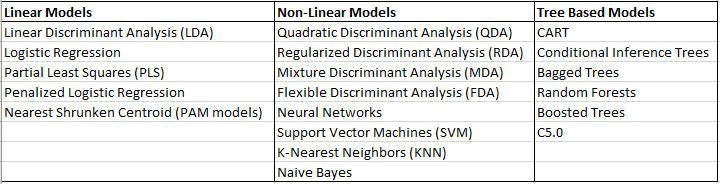 Linear Models Non-Linear Models Tree Based Models
Linear Discriminant Analysis (LDA) Quadratic Discriminant Analysis (QDA) CART
Logistic Regression Regularized Discriminant Analysis (RDA) Conditional Inference Trees
Partial Least Squares (PLS) Mixture Discriminant Analysis (MDA) Bagged Trees
Penalized Logistic Regression Flexible Discriminant Analysis (FDA) Random Forests
Nearest Shrunken Centroid (PAM models) Neural Networks Boosted Trees
Support Vector Machines (SVM) C5.0
K-Nearest Neighbors (KNN)
Naive Bayes